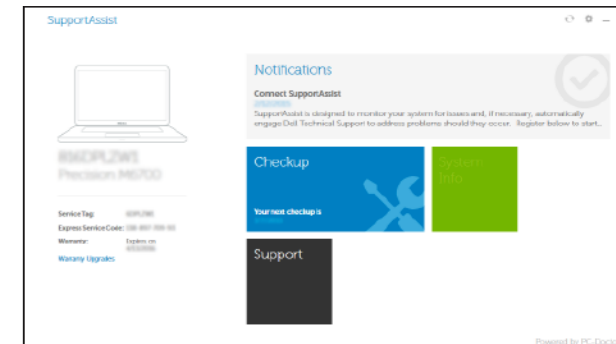 SupportAssist
Notifications
Connect SupportAssist
SupportAssist is designed to monitor your system for issues and, if necessary, automatically
engage Dell Technical Support to address problems should they occur. Register below to start...
Precision M6700
Checkup
System
Info
Your next checkup is
Service Tag:
Express Service Code:
Warranty: Expires on
Warranty Upgrades
Support
Powered by PC-Doctor